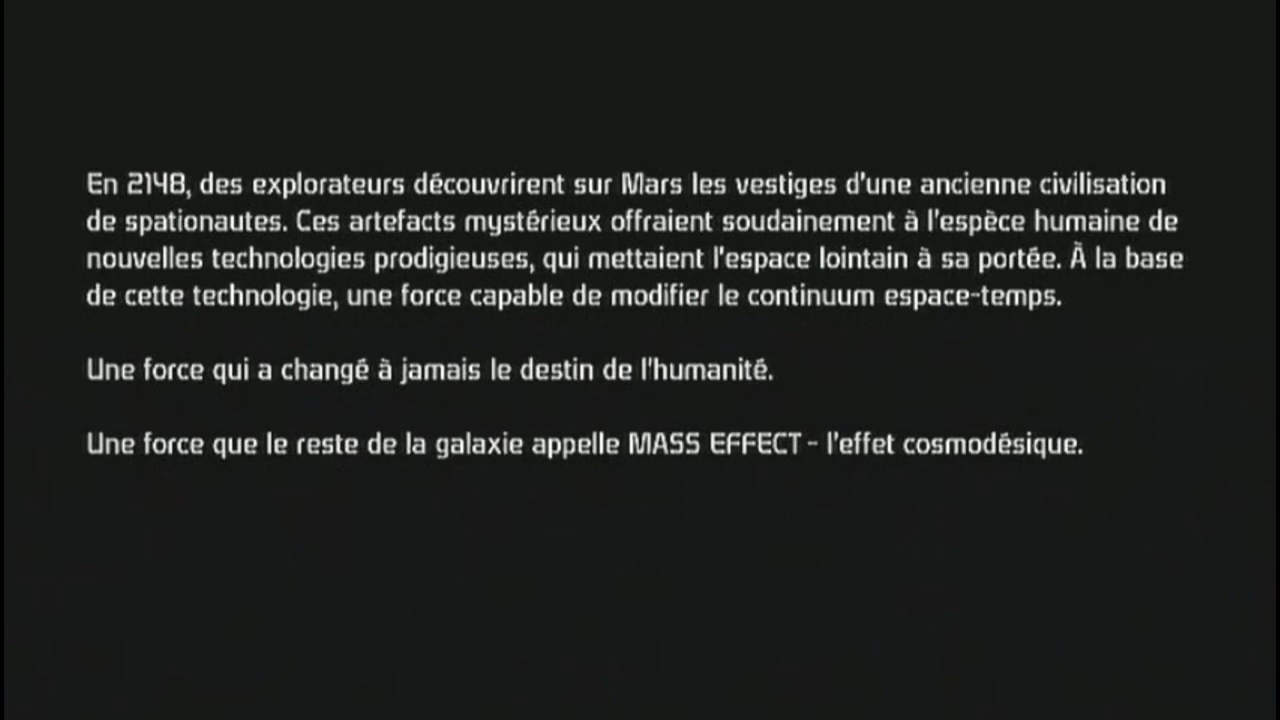 En 2148, des explorateurs découvrirent sur Mars les vestiges d'une ancienne civilisation
de spationautes. Ces artefacts mystérieux offraient soudainement à l'espèce humaine de
nouvelles technologies prodigieuses, qui mettaient l'espace lointain à sa portée. À la base
de cette technologie, une force capable de modifier le continuum espace-temps.
Une force qui a changé à jamais le destin de l'humanité.
Une force que le reste de la galaxie appelle MASS EFFECT - l'effet cosmodésique.